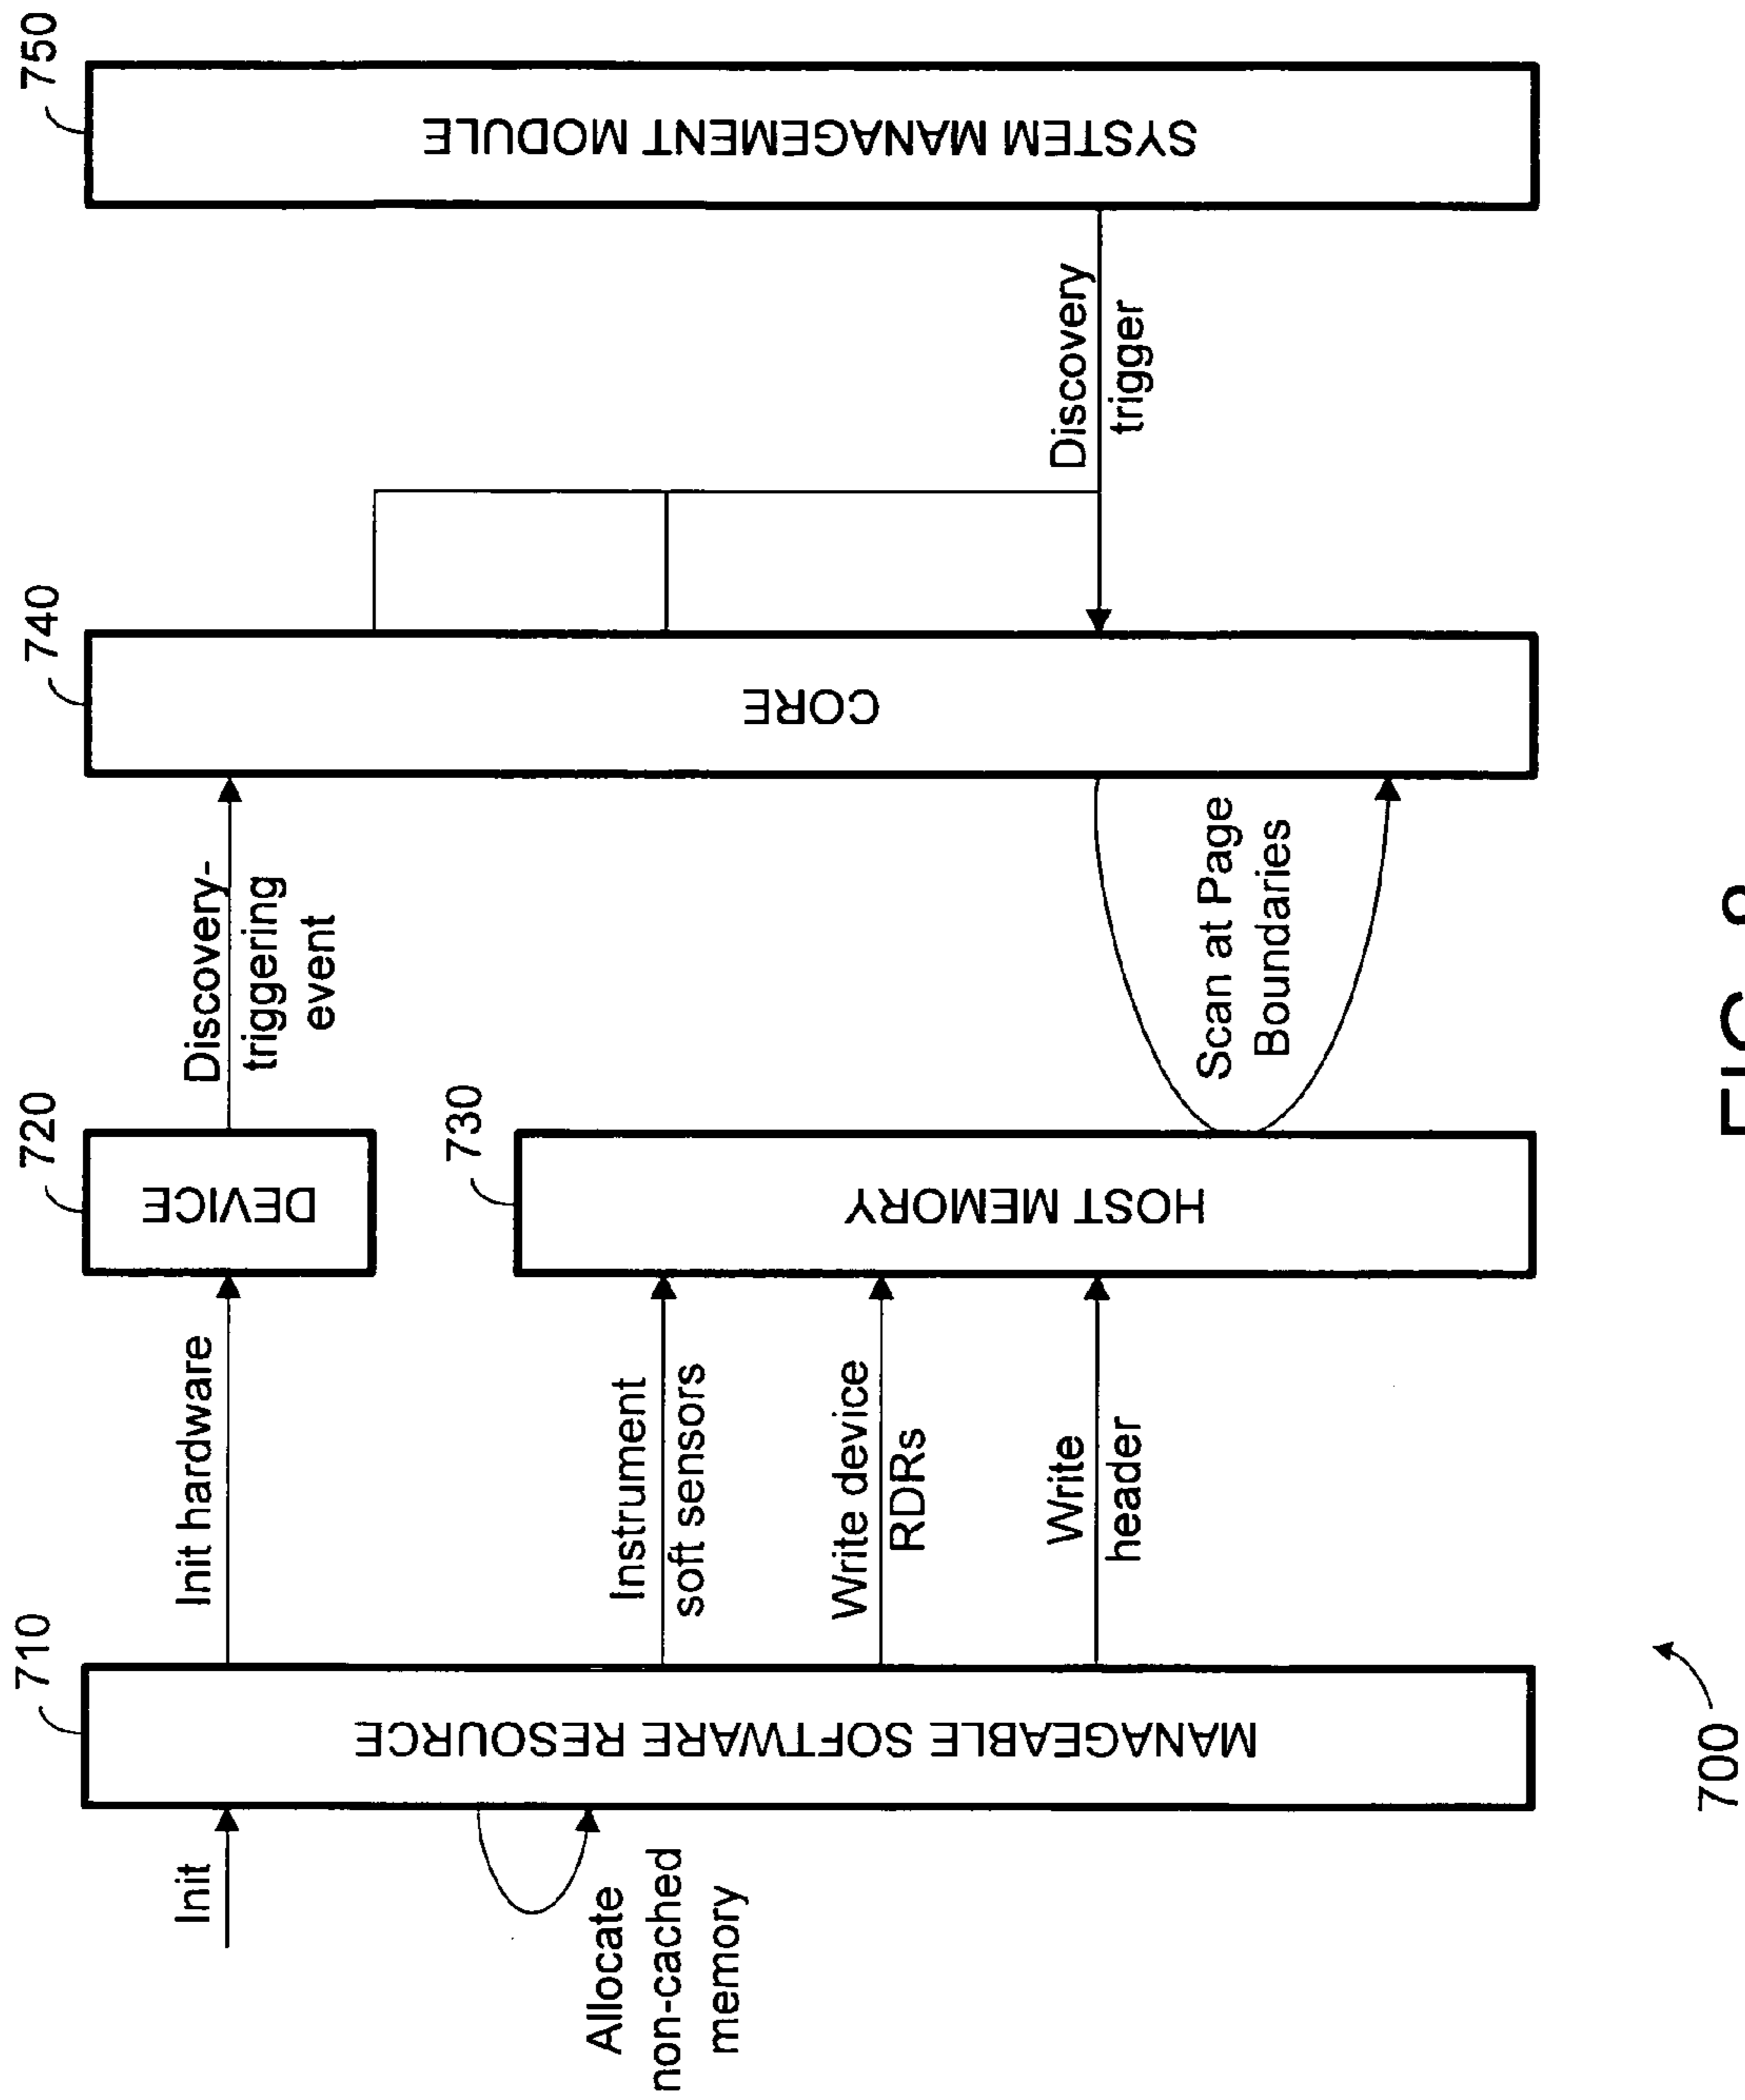 710
720
740
750
Init
Init hardware
Discovery-
triggering
event
730
MANAGEABLE SOFTWARE RESOURCE
DEVICE
HOST MEMORY
CORE
SYSTEM MANAGEMENT MODULE
Allocate
non-cached
memory
Instrument
soft sensors
Write device
RDRs
Write
header
Discovery
trigger
Scan at Page
Boundaries
700